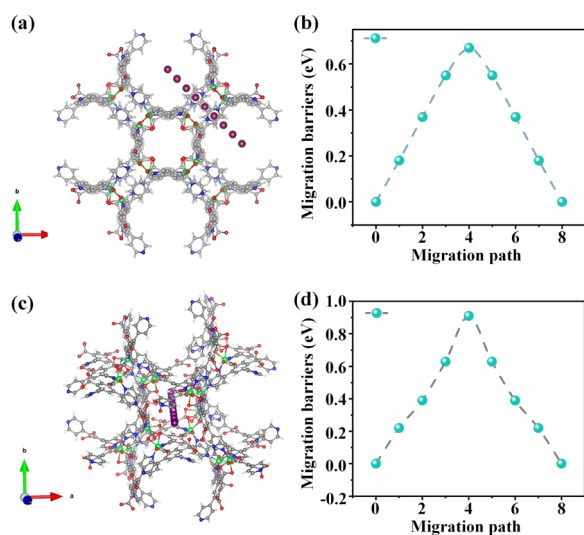 (a)
b
(b)
Migration barriers (eV)
0.6
0.4
0.2
0.0
0 2 4 6 8
Migration path
(c)
b
a
(d)
Migration barriers (eV)
1.0
0.8
0.6
0.4
0.2
0.0
-0.2
0 2 4 6 8
Migration path